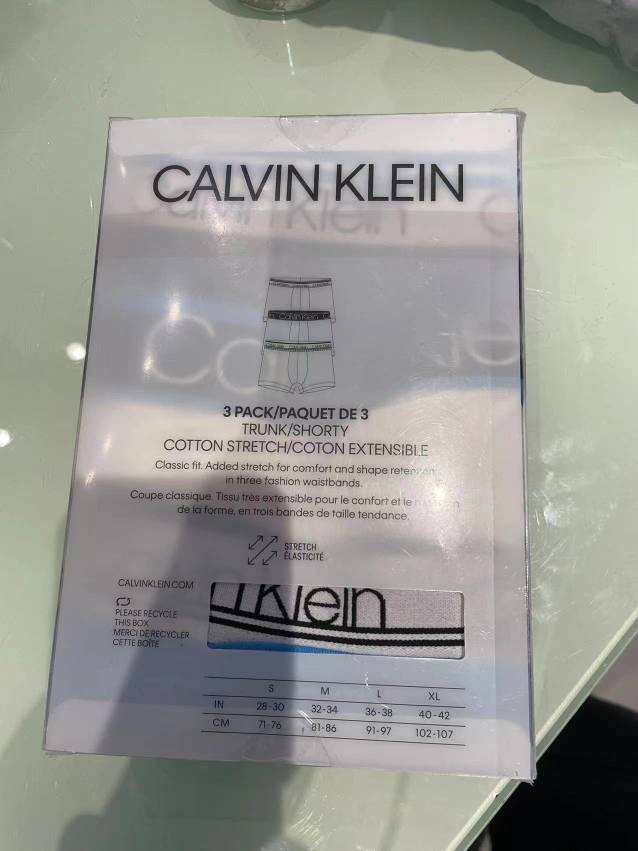 CALVIN KLEIN
Calvin Klein
3 PACK/PAQUET DE 3
TRUNK/SHORTY
COTTON STRETCH/COTON EXTENSIBLE
Classic fit. Added stretch for comfort and shape retention
in three fashion waistbands.
Coupe classique. Tissu très extensible pour le confort et le
de la forme, en trois bandes de taille tendance.
STRETCH
ÉLASTICITÉ
CALVINKLEIN.COM
PLEASE RECYCLE
THIS BOX
MERCI DE RECYCLER
CETTE BOÎTE
Klein
S M L XL
IN 28-30 32-34 36-38 40-42
CM 71-76 81-86 91-97 102-107